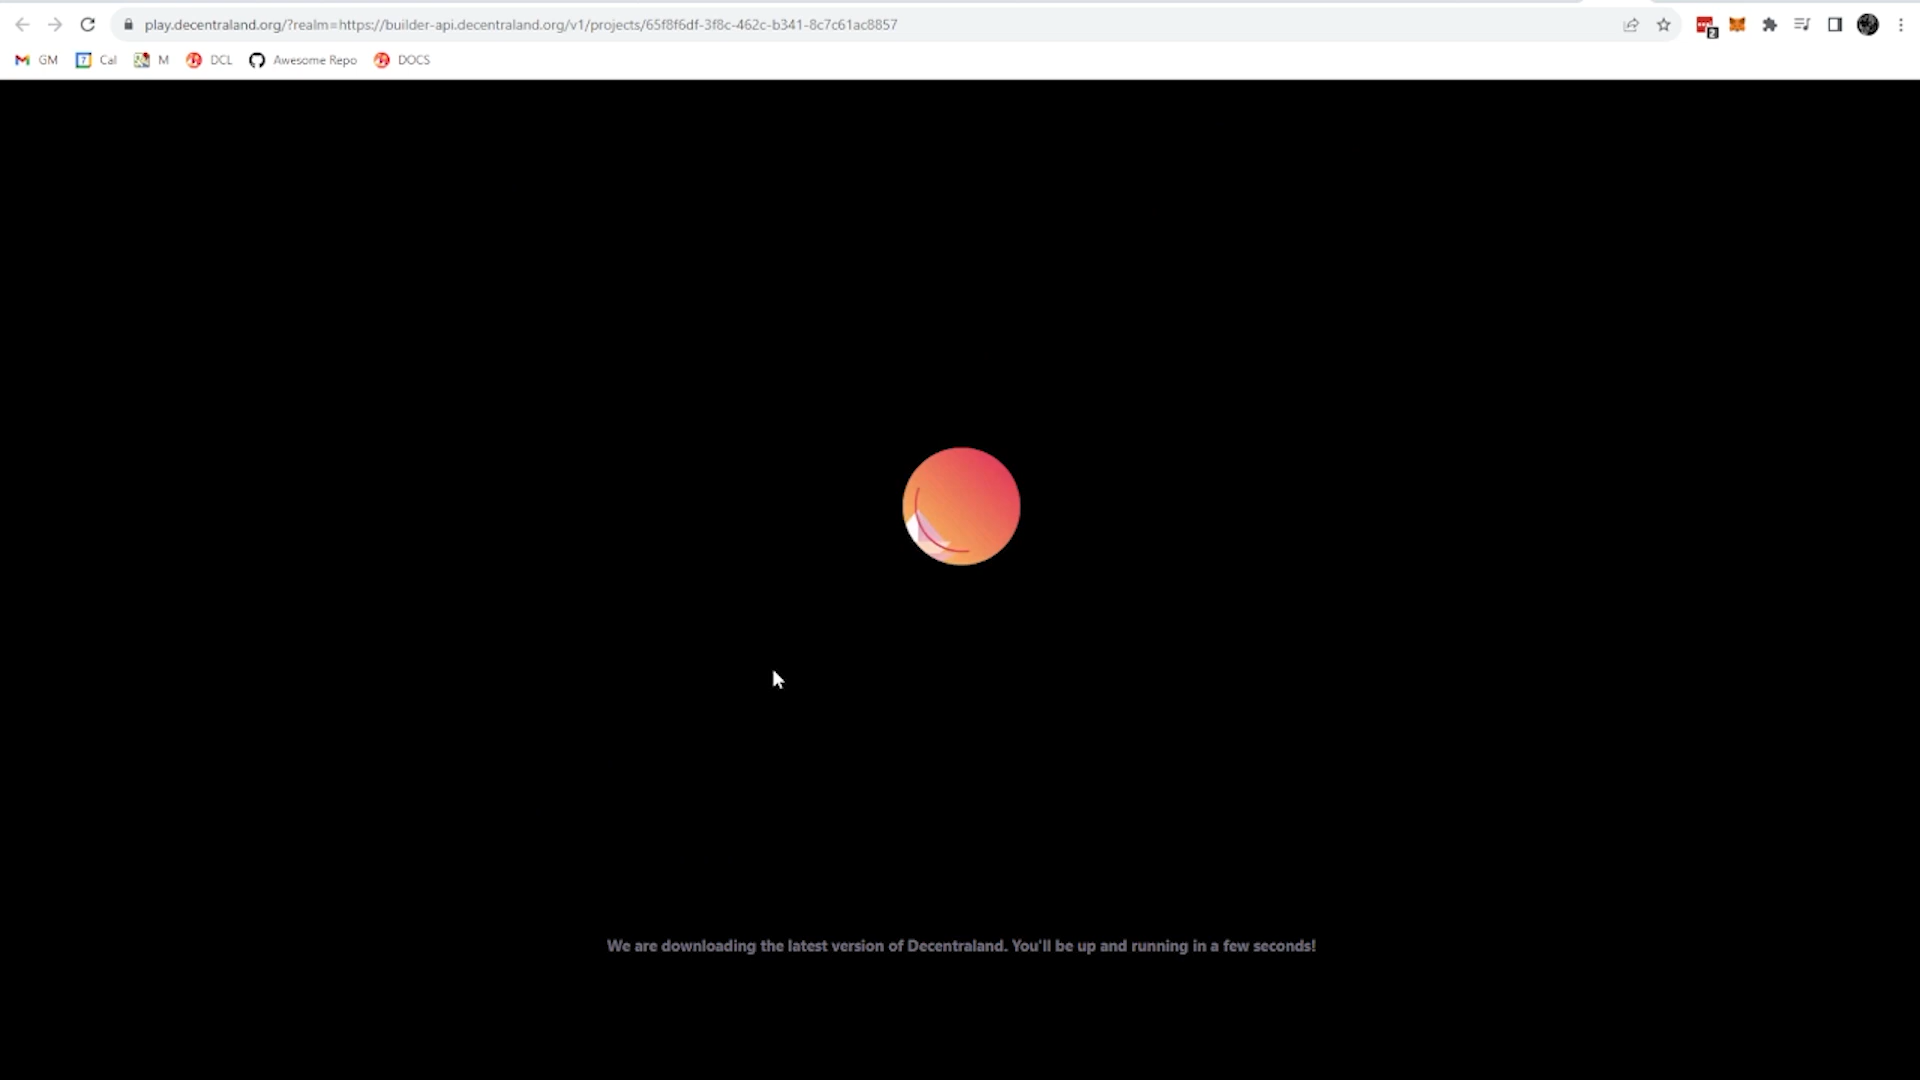 play.decentraland.org/?realm=https://builder-api.decentraland.org/v1/projects/65f8f6df-3f8c-462c-b341-8c7c61ac8857
2
GM 7 Cal M DCL Awesome Repo DOCS
We are downloading the latest version of Decentraland. You'll be up and running in a few seconds!